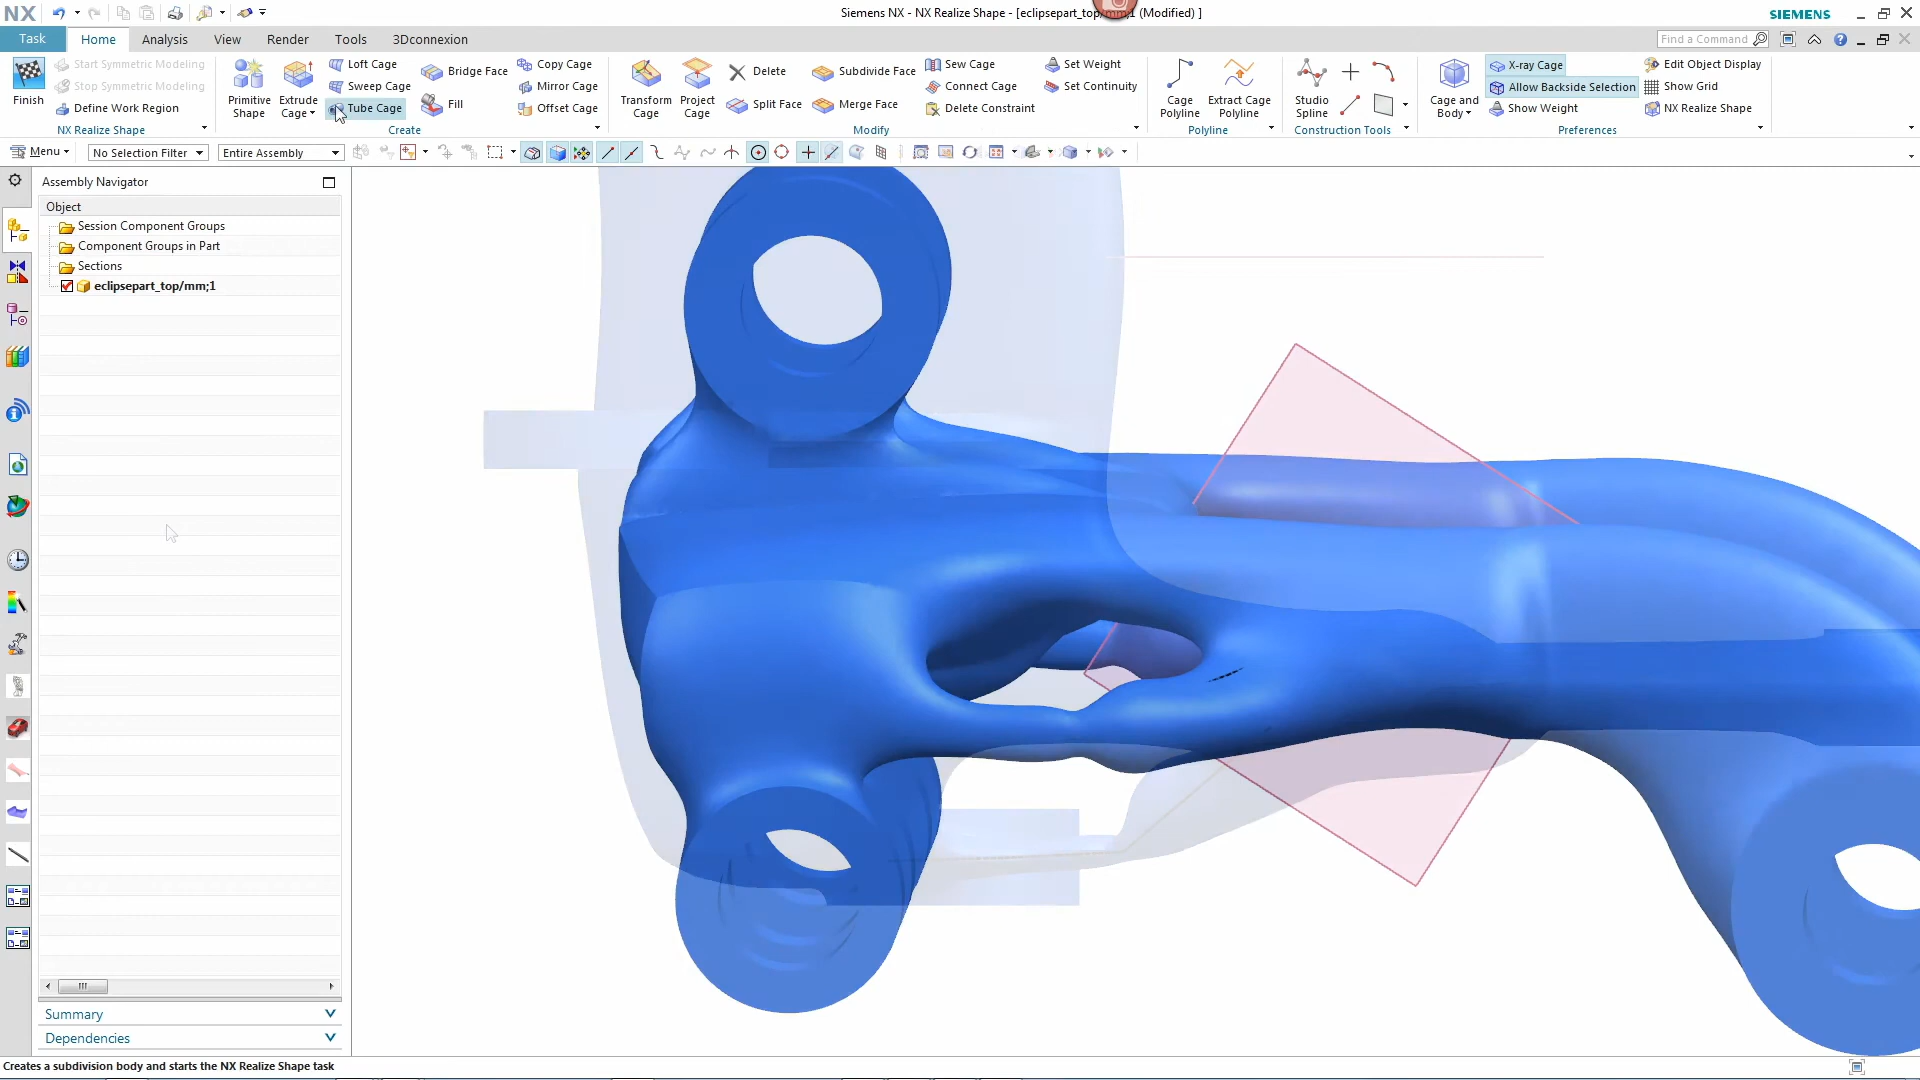 NX
Siemens NX - NX Realize Shape - [eclipsepart_top/mm;1 (Modified) ]
SIEMENS
Task
Home
Analysis
View
Render
Tools
3Dconnexion
Find a Command
Finish
Start Symmetric Modeling
Stop Symmetric Modeling
Define Work Region
NX Realize Shape
Primitive
Shape
Extrude
Cage
Loft Cage
Sweep Cage
Tube Cage
Bridge Face
Fill
Copy Cage
Mirror Cage
Offset Cage
Create
Transform
Cage
Project
Cage
Delete
Split Face
Subdivide Face
Merge Face
Sew Cage
Connect Cage
Delete Constraint
Set Weight
Set Continuity
Modify
Cage
Polyline
Extract Cage
Polyline
Polyline
Studio
Spline
Construction Tools
Cage and
Body
X-ray Cage
Allow Backside Selection
Show Weight
Edit Object Display
Show Grid
NX Realize Shape
Preferences
Menu
No Selection Filter
Entire Assembly
Assembly Navigator
Object
Session Component Groups
Component Groups in Part
Sections
eclipsepart_top/mm;1
Summary
Dependencies
Creates a subdivision body and starts the NX Realize Shape task